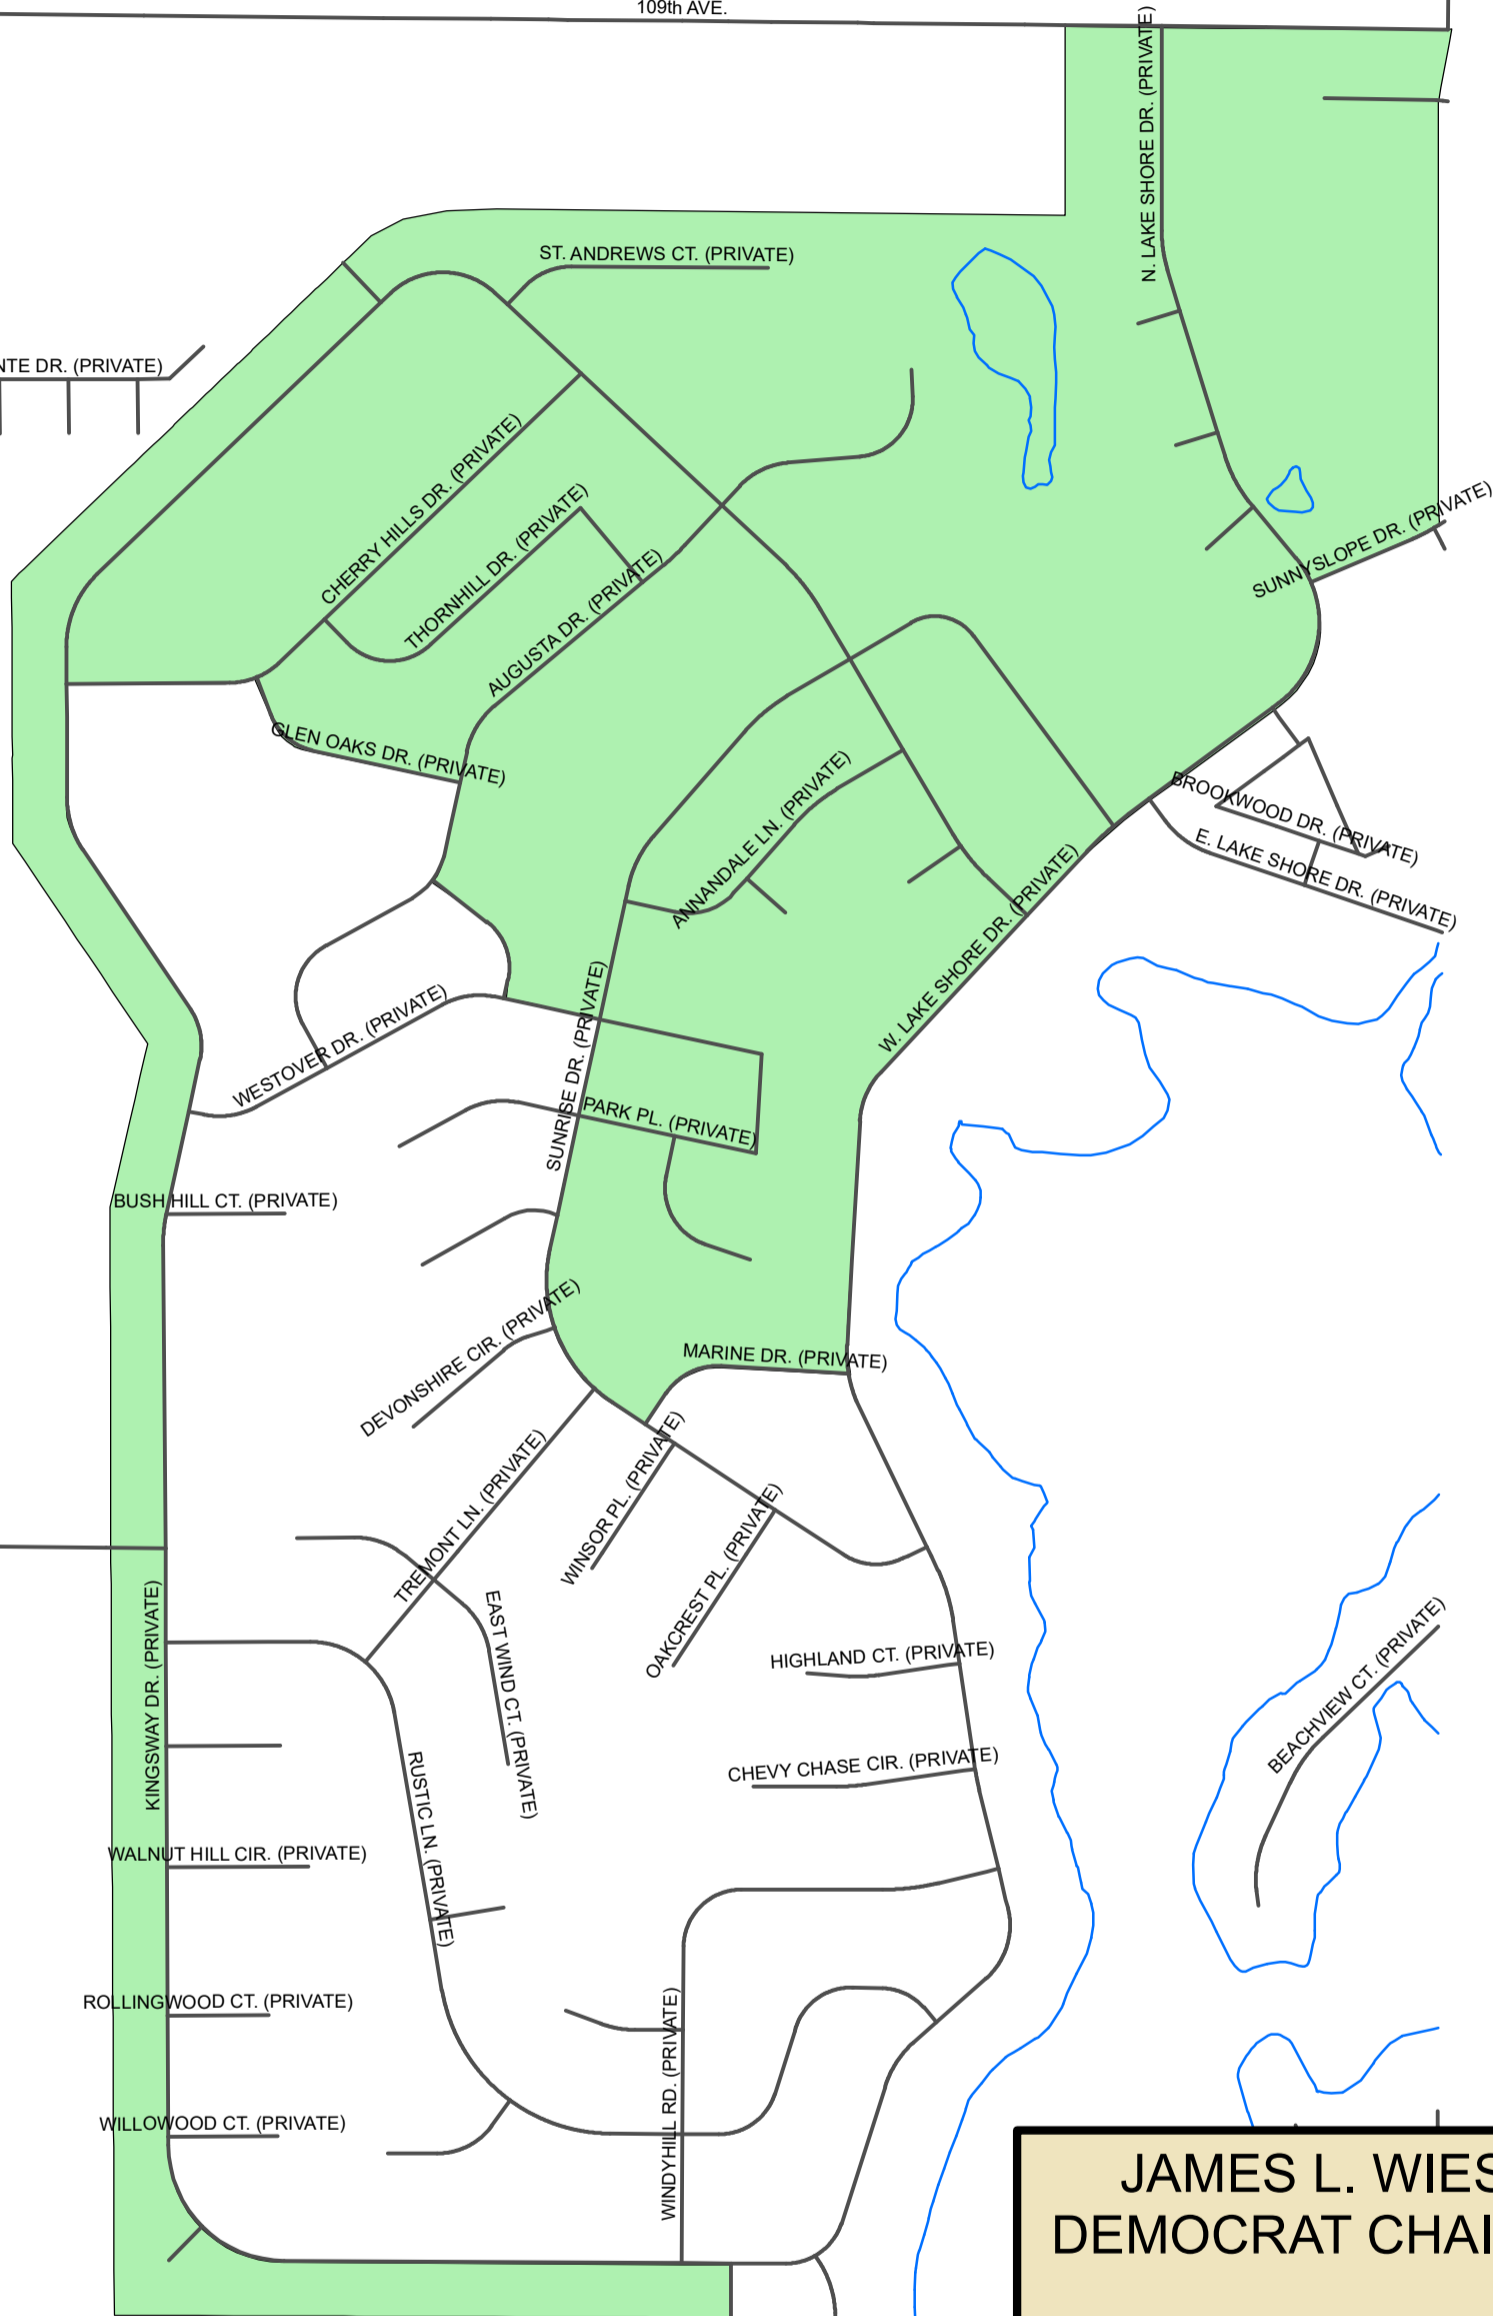 109th AVE.
N. LAKE SHORE DR. (PRIVATE)
ST. ANDREWS CT. (PRIVATE)
NTE DR. (PRIVATE)
CHERRY HILLS DR. (PRIVATE)
THORNHILL DR. (PRIVATE)
SUNNYSLOPE DR. (PRIVATE)
AUGUSTA DR. (PRIVATE)
GLEN OAKS DR. (PRIVATE)
ANNANDALE LN. (PRIVATE)
BROOKWOOD DR. (PRIVATE)
E. LAKE SHORE DR. (PRIVATE)
W. LAKE SHORE DR. (PRIVATE)
WESTOVER DR. (PRIVATE)
SUNRISE DR. (PRIVATE)
PARK PL. (PRIVATE)
BUSH HILL CT. (PRIVATE)
DEVONSHIRE CIR. (PRIVATE)
MARINE DR. (PRIVATE)
TREMONT LN. (PRIVATE)
WINSOR PL. (PRIVATE)
OAKCREST PL. (PRIVATE)
KINGSWAY DR. (PRIVATE)
EAST WIND CT. (PRIVATE)
HIGHLAND CT. (PRIVATE)
BEACHVIEW CT. (PRIVATE)
CHEVY CHASE CIR. (PRIVATE)
RUSTIC LN. (PRIVATE)
WALNUT HILL CIR. (PRIVATE)
ROLLINGWOOD CT. (PRIVATE)
WINDYHILL RD. (PRIVATE)
WILLOWOOD CT. (PRIVATE)
JAMES L. WIES
DEMOCRAT CHAI